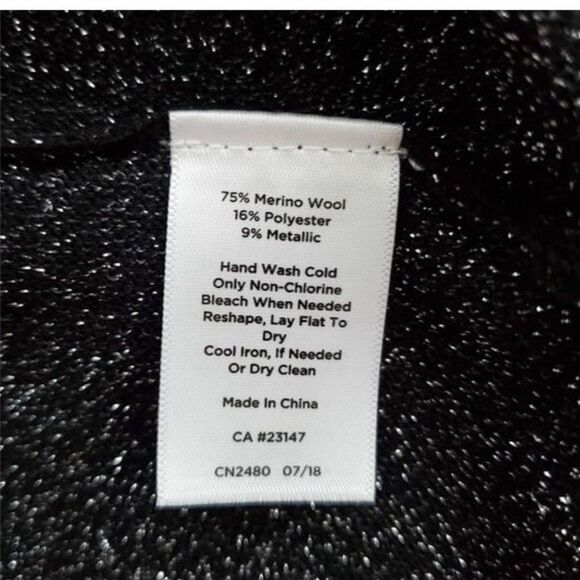 75% Merino Wool
16% Polyester
9% Metallic
Hand Wash Cold
Only Non-Chlorine
Bleach When Needed
Reshape, Lay Flat To
Dry
Cool Iron, If Needed
Or Dry Clean
Made In China
CA #23147
CN2480 07/18